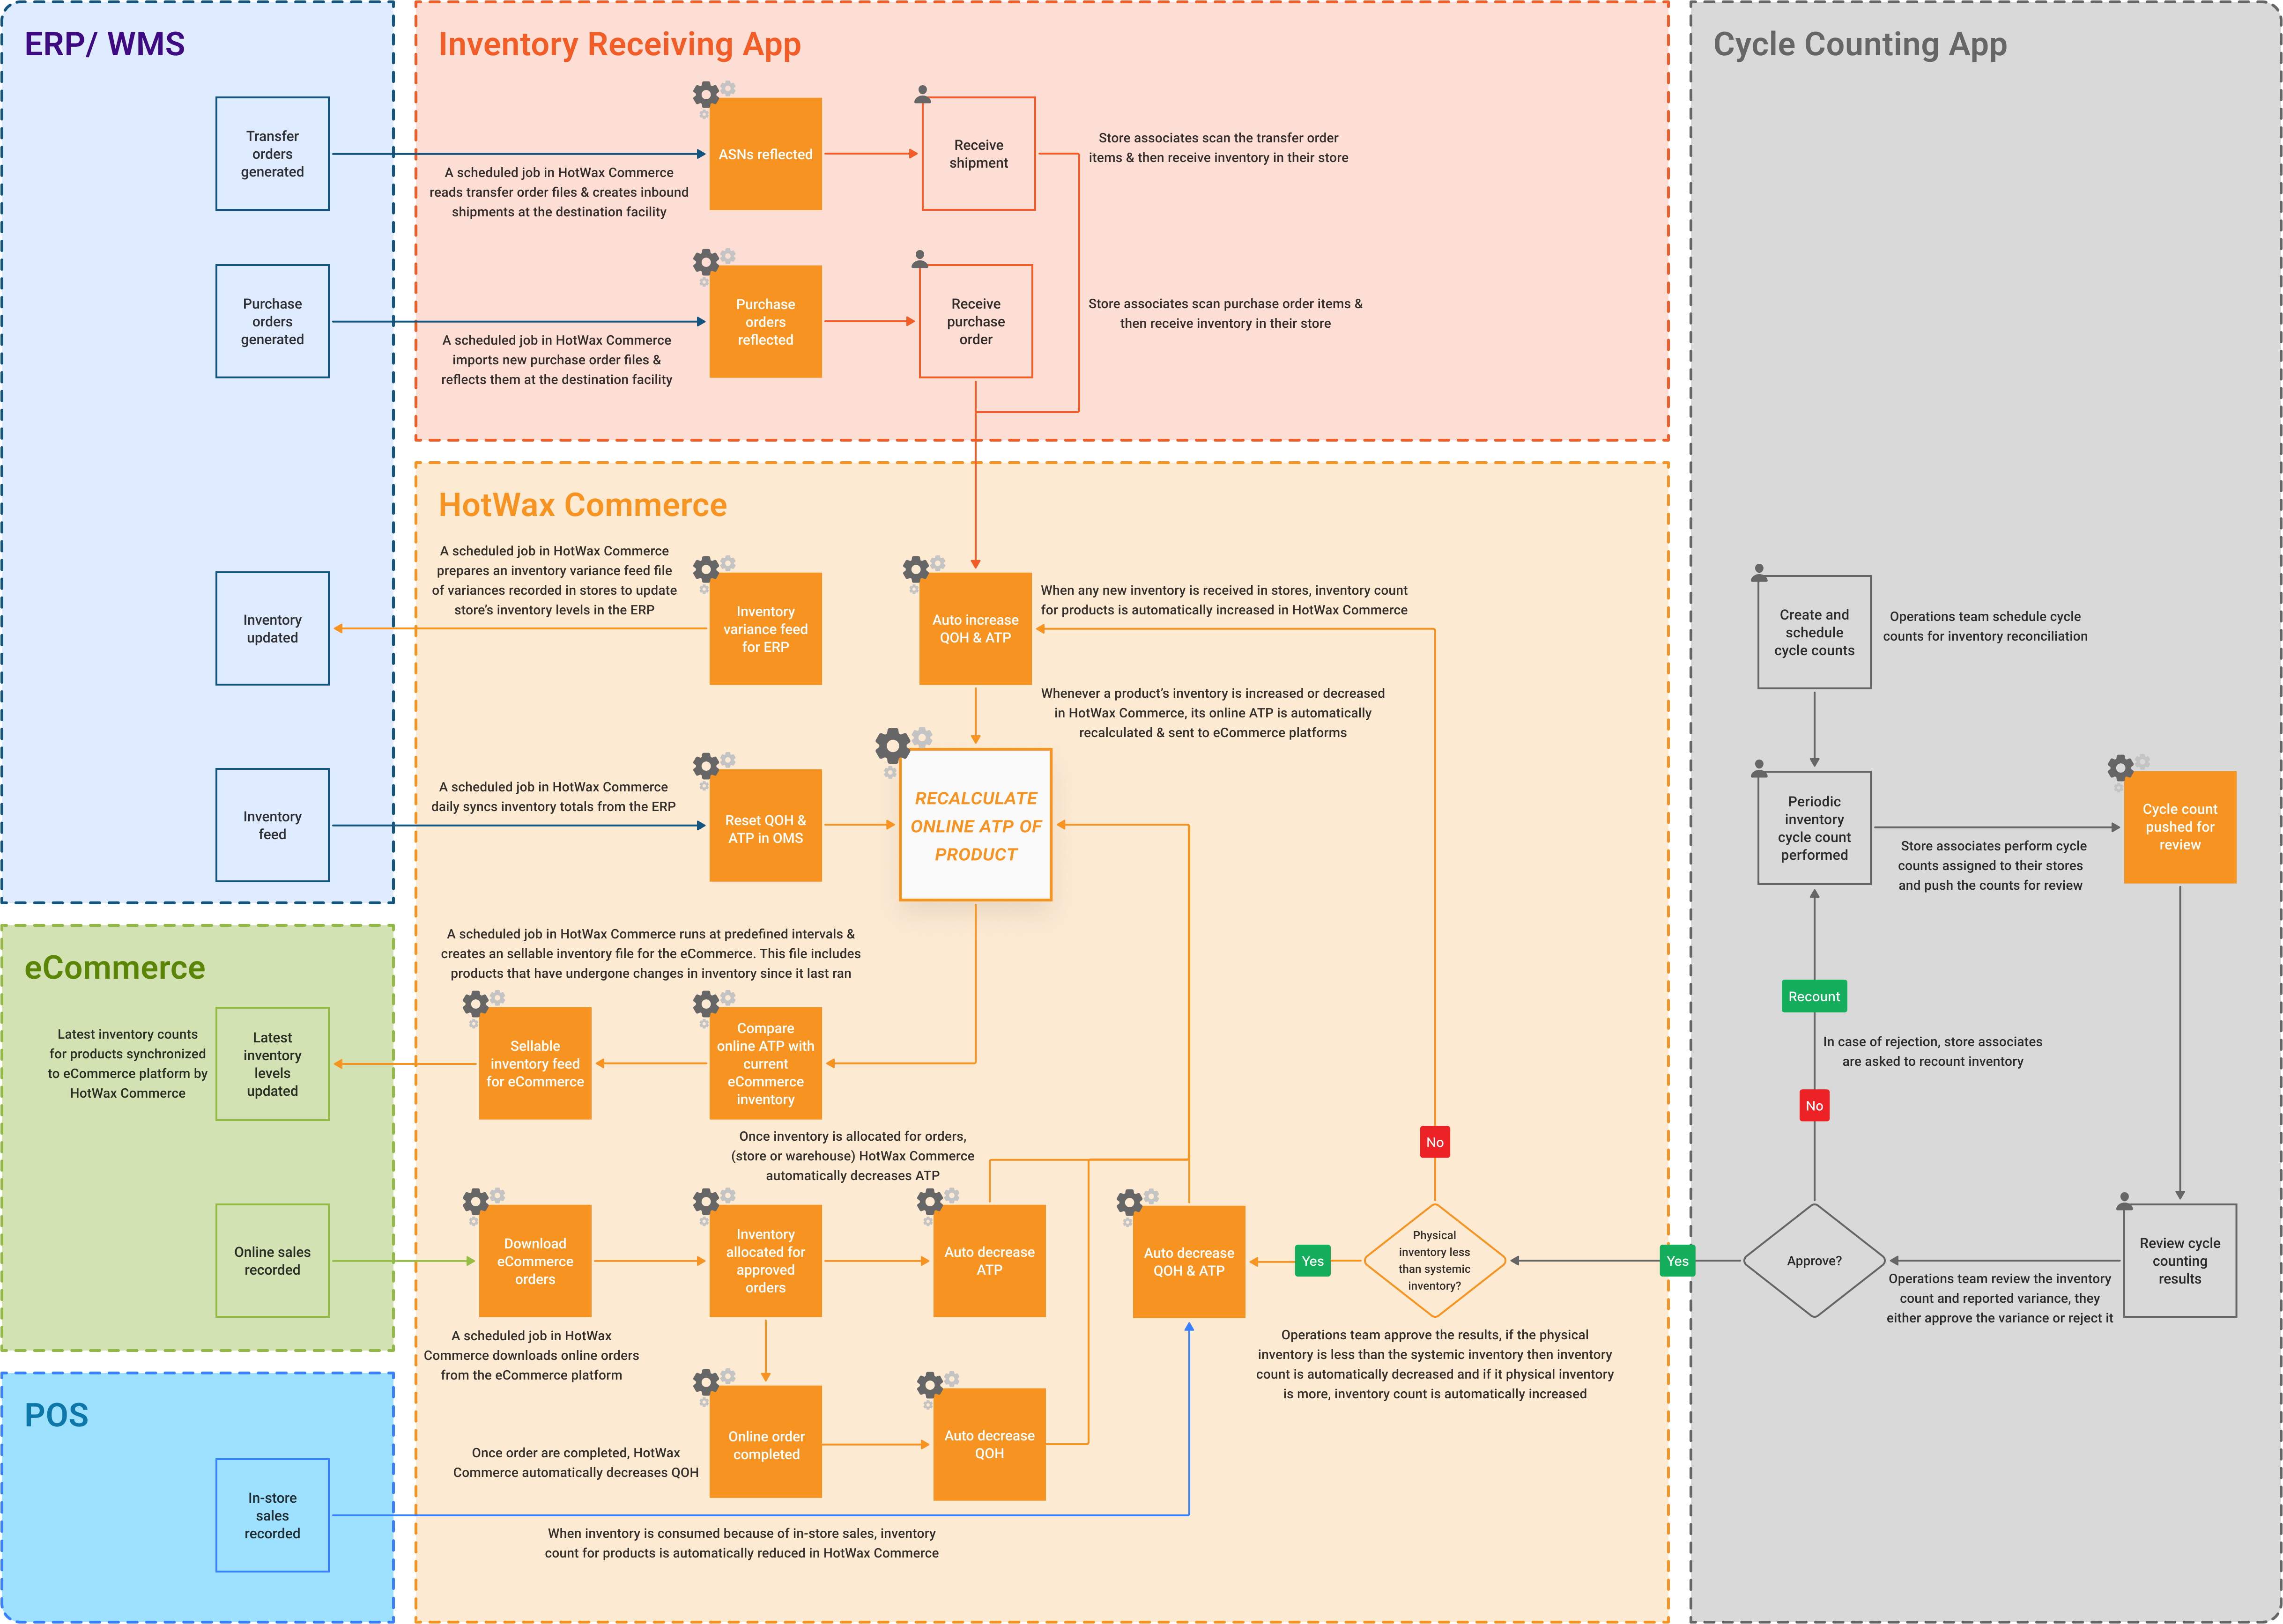 ERP/ WMS
Transfer
orders
generated
Purchase
orders
generated
Inventory
updated
Inventory
feed
Inventory Receiving App
ASNs reflected
Receive
shipment
Store associates scan the transfer order
items & then receive inventory in their store
A scheduled job in HotWax Commerce
reads transfer order files & creates inbound
shipments at the destination facility
Purchase
orders
reflected
Receive
purchase
order
Store associates scan purchase order items &
then receive inventory in their store
A scheduled job in HotWax Commerce
imports new purchase order files &
reflects them at the destination facility
HotWax Commerce
A scheduled job in HotWax Commerce
prepares an inventory variance feed file
of variances recorded in stores to update
store's inventory levels in the ERP
Inventory
variance feed
for ERP
Auto increase
QOH & ATP
When any new inventory is received in stores, inventory count
for products is automatically increased in HotWax Commerce
Whenever a product's inventory is increased or decreased
in HotWax Commerce, its online ATP is automatically
recalculated & sent to eCommerce platforms
A scheduled job in HotWax Commerce
daily syncs inventory totals from the ERP
Reset QOH &
ATP in OMS
RECALCULATE
ONLINE ATP OF
PRODUCT
A scheduled job in HotWax Commerce runs at predefined intervals &
creates an sellable inventory file for the eCommerce. This file includes
products that have undergone changes in inventory since it last ran
Sellable
inventory feed
for eCommerce
Compare
online ATP with
current
eCommerce
inventory
Once inventory is allocated for orders,
(store or warehouse) HotWax Commerce
automatically decreases ATP
Download
eCommerce
orders
Inventory
allocated for
approved
orders
Auto decrease
ATP
Auto decrease
QOH & ATP
Yes
Physical
inventory less
than systemic
inventory?
No
Yes
A scheduled job in HotWax
Commerce downloads online orders
from the eCommerce platform
Operations team approve the results, if the physical
inventory is less than the systemic inventory then inventory
count is automatically decreased and if it physical inventory
is more, inventory count is automatically increased
Once order are completed, HotWax
Commerce automatically decreases QOH
Online order
completed
Auto decrease
QOH
When inventory is consumed because of in-store sales, inventory
count for products is automatically reduced in HotWax Commerce
eCommerce
Latest inventory counts
for products synchronized
to eCommerce platform by
HotWax Commerce
Latest
inventory
levels
updated
Online sales
recorded
POS
In-store
sales
recorded
Cycle Counting App
Create and
schedule
cycle counts
Operations team schedule cycle
counts for inventory reconciliation
Periodic
inventory
cycle count
performed
Store associates perform cycle
counts assigned to their stores
and push the counts for review
Cycle count
pushed for
review
Recount
In case of rejection, store associates
are asked to recount inventory
No
Approve?
Review cycle
counting
results
Operations team review the inventory
count and reported variance, they
either approve the variance or reject it